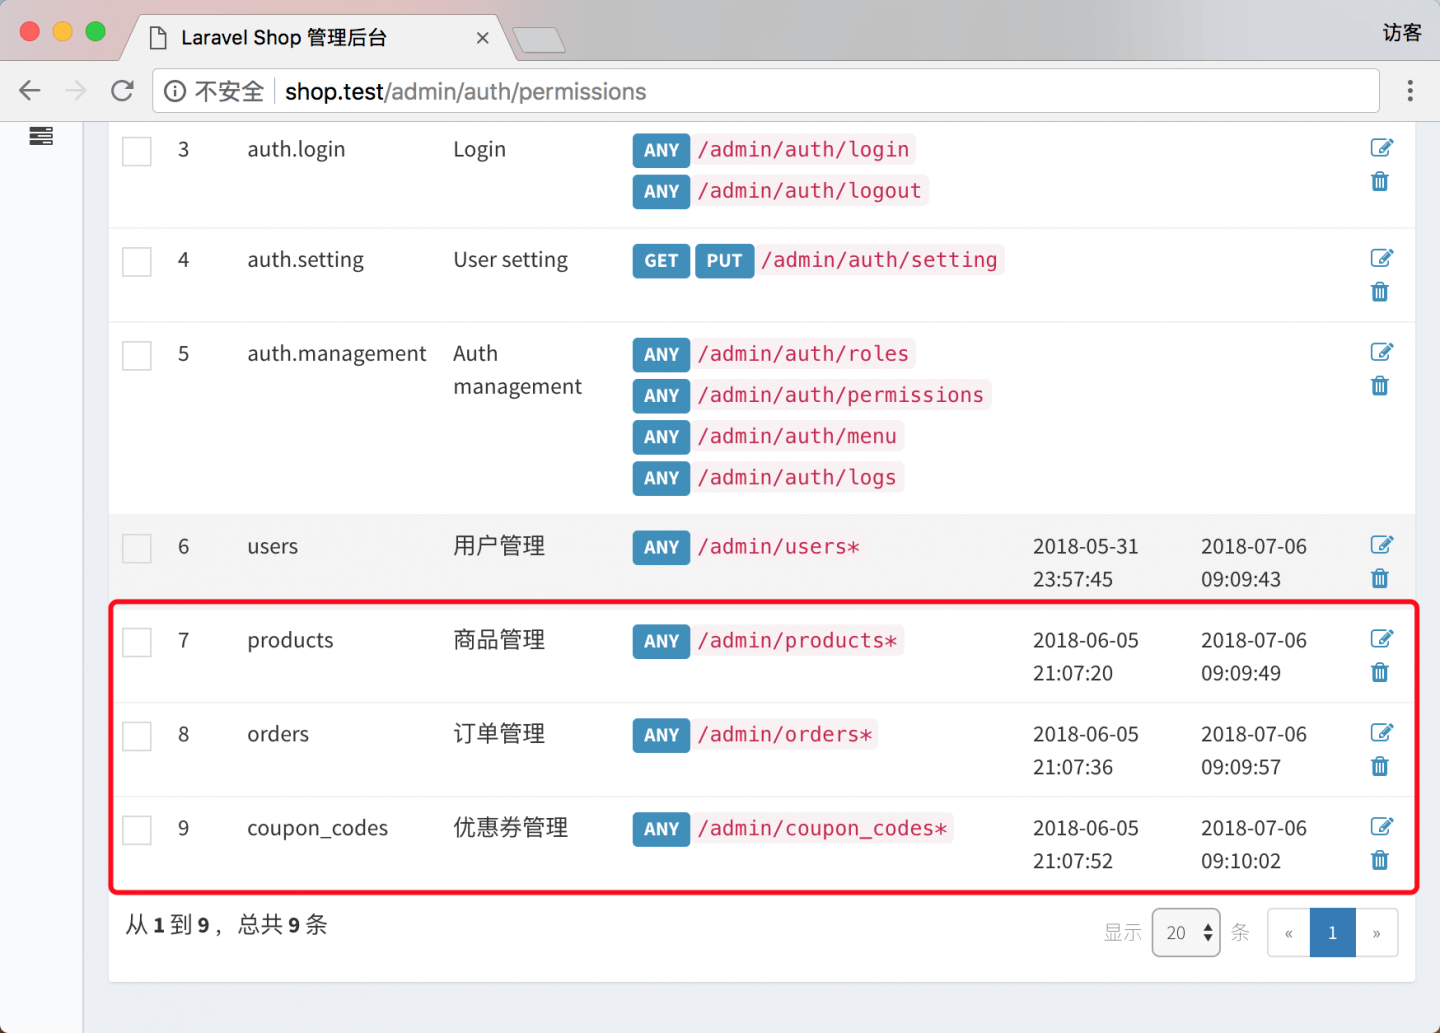 Laravel Shop 管理后台
访客
不安全 shop.test/admin/auth/permissions
3 auth.login Login ANY /admin/auth/login
ANY /admin/auth/logout
4 auth.setting User setting GET PUT /admin/auth/setting
5 auth.management Auth management ANY /admin/auth/roles
ANY /admin/auth/permissions
ANY /admin/auth/menu
ANY /admin/auth/logs
6 users 用户管理 ANY /admin/users* 2018-05-31 2018-07-06
23:57:45 09:09:43
7 products 商品管理 ANY /admin/products* 2018-06-05 2018-07-06
21:07:20 09:09:49
8 orders 订单管理 ANY /admin/orders* 2018-06-05 2018-07-06
21:07:36 09:09:57
9 coupon_codes 优惠券管理 ANY /admin/coupon_codes* 2018-06-05 2018-07-06
21:07:52 09:10:02
从 1 到 9 ，总共 9 条 显示 20 条 « 1 »